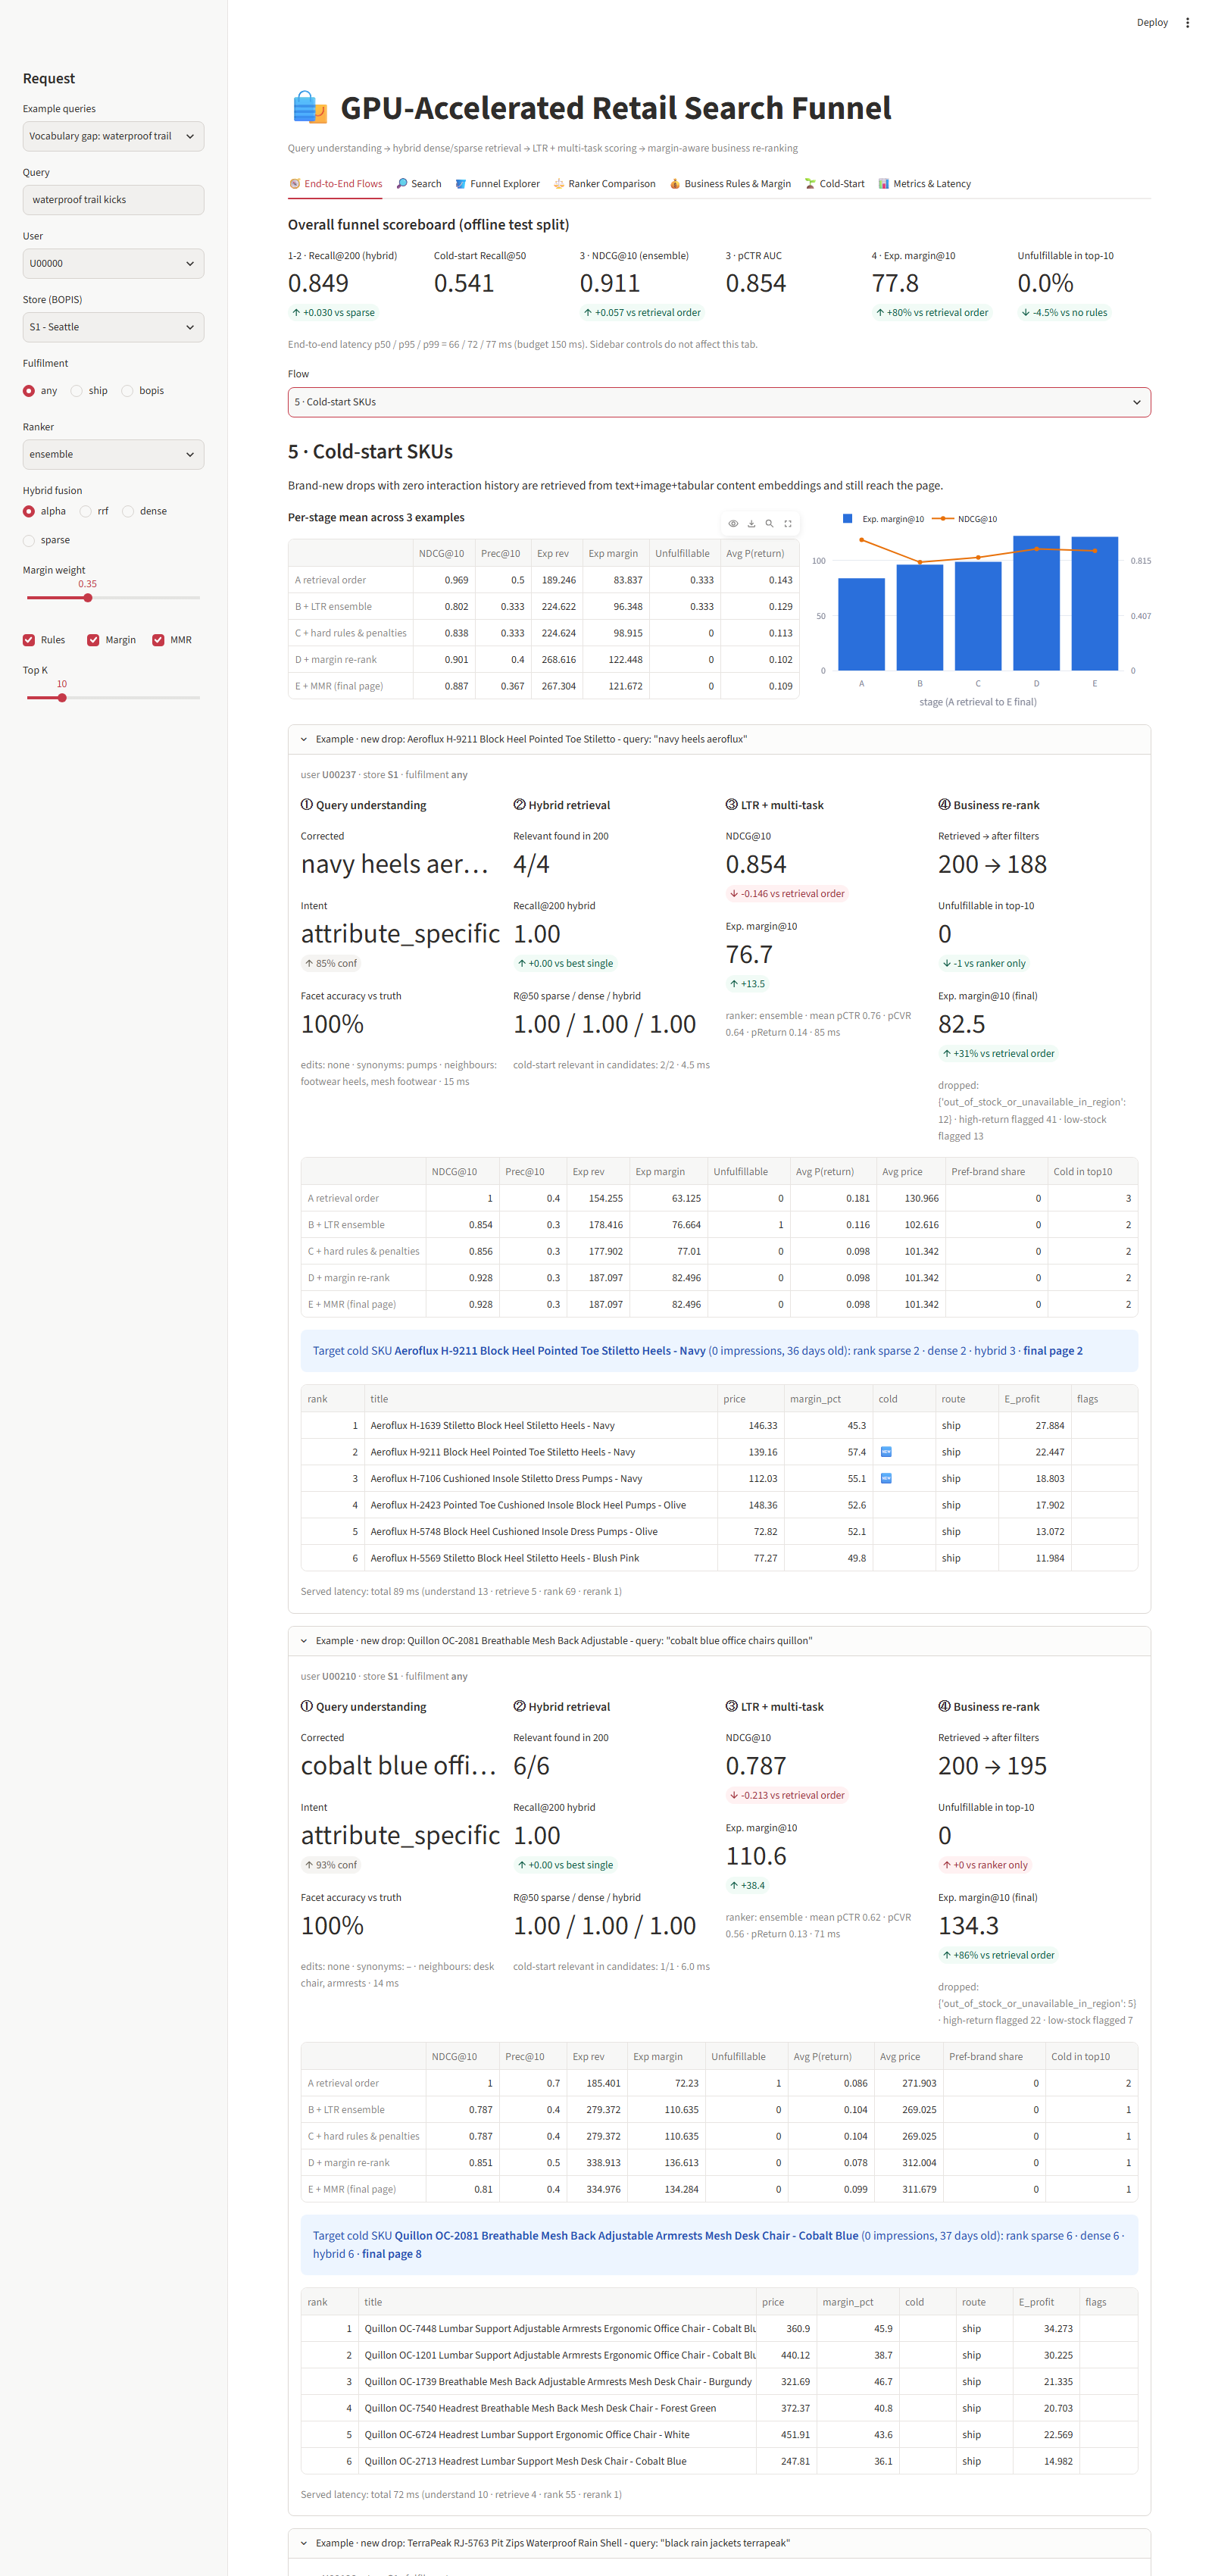 Deploy
Request
Example queries
Vocabulary gap: waterproof trail
Query
waterproof trail kicks
User
U00000
Store (BOPIS)
S1 - Seattle
Fulfilment
any ship bopis
Ranker
ensemble
Hybrid fusion
alpha rrf dense
sparse
Margin weight
0.35
Rules Margin MMR
Top K
10
GPU-Accelerated Retail Search Funnel
Query understanding → hybrid dense/sparse retrieval → LTR + multi-task scoring → margin-aware business re-ranking
End-to-End Flows Search Funnel Explorer Ranker Comparison Business Rules & Margin Cold-Start Metrics & Latency
Overall funnel scoreboard (offline test split)
1-2 · Recall@200 (hybrid) Cold-start Recall@50 3 · NDCG@10 (ensemble) 3 · pCTR AUC 4 · Exp. margin@10 Unfulfillable in top-10
0.849 0.541 0.911 0.854 77.8 0.0%
↑ +0.030 vs sparse ↑ +0.057 vs retrieval order ↑ +80% vs retrieval order ↓ -4.5% vs no rules
End-to-end latency p50 / p95 / p99 = 66 / 72 / 77 ms (budget 150 ms). Sidebar controls do not affect this tab.
Flow
5 · Cold-start SKUs
5 · Cold-start SKUs
Brand-new drops with zero interaction history are retrieved from text+image+tabular content embeddings and still reach the page.
Per-stage mean across 3 examples
NDCG@10 Prec@10 Exp rev Exp margin Unfulfillable Avg P(return)
A retrieval order 0.969 0.5 189.246 83.837 0.333 0.143
B + LTR ensemble 0.802 0.333 224.622 96.348 0.333 0.129
C + hard rules & penalties 0.838 0.333 224.624 98.915 0 0.113
D + margin re-rank 0.901 0.4 268.616 122.448 0 0.102
E + MMR (final page) 0.887 0.367 267.304 121.672 0 0.109
Exp. margin@10 NDCG@10
100 0.815
50 0.407
0 0
A B C D E
stage (A retrieval to E final)
Example · new drop: Aeroflux H-9211 Block Heel Pointed Toe Stiletto - query: "navy heels aeroflux"
user U00237 · store S1 · fulfilment any
① Query understanding ② Hybrid retrieval ③ LTR + multi-task ④ Business re-rank
Corrected Relevant found in 200 NDCG@10 Retrieved → after filters
navy heels aer… 4/4 0.854 200 → 188
↓ -0.146 vs retrieval order
Intent Recall@200 hybrid Exp. margin@10 Unfulfillable in top-10
attribute_specific 1.00 76.7 0
↑ 85% conf ↑ +0.00 vs best single ↑ +13.5 ↓ -1 vs ranker only
Facet accuracy vs truth R@50 sparse / dense / hybrid Exp. margin@10 (final)
100% 1.00 / 1.00 / 1.00 82.5
ranker: ensemble · mean pCTR 0.76 · pCVR
0.64 · pReturn 0.14 · 85 ms
↑ +31% vs retrieval order
edits: none · synonyms: pumps · neighbours:
footwear heels, mesh footwear · 15 ms
cold-start relevant in candidates: 2/2 · 4.5 ms
dropped:
{'out_of_stock_or_unavailable_in_region':
12} · high-return flagged 41 · low-stock
flagged 13
NDCG@10 Prec@10 Exp rev Exp margin Unfulfillable Avg P(return) Avg price Pref-brand share Cold in top10
A retrieval order 1 0.4 154.255 63.125 0 0.181 130.966 0 3
B + LTR ensemble 0.854 0.3 178.416 76.664 1 0.116 102.616 0 2
C + hard rules & penalties 0.856 0.3 177.902 77.01 0 0.098 101.342 0 2
D + margin re-rank 0.928 0.3 187.097 82.496 0 0.098 101.342 0 2
E + MMR (final page) 0.928 0.3 187.097 82.496 0 0.098 101.342 0 2
Target cold SKU Aeroflux H-9211 Block Heel Pointed Toe Stiletto Heels - Navy (0 impressions, 36 days old): rank sparse 2 · dense 2 · hybrid 3 · final page 2
rank title price margin_pct cold route E_profit flags
1 Aeroflux H-1639 Stiletto Block Heel Stiletto Heels - Navy 146.33 45.3 ship 27.884
2 Aeroflux H-9211 Block Heel Pointed Toe Stiletto Heels - Navy 139.16 57.4 NEW ship 22.447
3 Aeroflux H-7106 Cushioned Insole Stiletto Dress Pumps - Navy 112.03 55.1 NEW ship 18.803
4 Aeroflux H-2423 Pointed Toe Cushioned Insole Block Heel Pumps - Olive 148.36 52.6 ship 17.902
5 Aeroflux H-5748 Block Heel Cushioned Insole Dress Pumps - Olive 72.82 52.1 ship 13.072
6 Aeroflux H-5569 Stiletto Block Heel Stiletto Heels - Blush Pink 77.27 49.8 ship 11.984
Served latency: total 89 ms (understand 13 · retrieve 5 · rank 69 · rerank 1)
Example · new drop: Quillon OC-2081 Breathable Mesh Back Adjustable - query: "cobalt blue office chairs quillon"
user U00210 · store S1 · fulfilment any
① Query understanding ② Hybrid retrieval ③ LTR + multi-task ④ Business re-rank
Corrected Relevant found in 200 NDCG@10 Retrieved → after filters
cobalt blue offi… 6/6 0.787 200 → 195
↓ -0.213 vs retrieval order
Intent Recall@200 hybrid Exp. margin@10 Unfulfillable in top-10
attribute_specific 1.00 110.6 0
↑ 93% conf ↑ +0.00 vs best single ↑ +38.4 ↑ +0 vs ranker only
Facet accuracy vs truth R@50 sparse / dense / hybrid Exp. margin@10 (final)
100% 1.00 / 1.00 / 1.00 134.3
ranker: ensemble · mean pCTR 0.62 · pCVR
0.56 · pReturn 0.13 · 71 ms
↑ +86% vs retrieval order
edits: none · synonyms: – · neighbours: desk
chair, armrests · 14 ms
cold-start relevant in candidates: 1/1 · 6.0 ms
dropped:
{'out_of_stock_or_unavailable_in_region': 5}
· high-return flagged 22 · low-stock flagged 7
NDCG@10 Prec@10 Exp rev Exp margin Unfulfillable Avg P(return) Avg price Pref-brand share Cold in top10
A retrieval order 1 0.7 185.401 72.23 1 0.086 271.903 0 2
B + LTR ensemble 0.787 0.4 279.372 110.635 0 0.104 269.025 0 1
C + hard rules & penalties 0.787 0.4 279.372 110.635 0 0.104 269.025 0 1
D + margin re-rank 0.851 0.5 338.913 136.613 0 0.078 312.004 0 1
E + MMR (final page) 0.81 0.4 334.976 134.284 0 0.099 311.679 0 1
Target cold SKU Quillon OC-2081 Breathable Mesh Back Adjustable Armrests Mesh Desk Chair - Cobalt Blue (0 impressions, 37 days old): rank sparse 6 · dense 6 ·
hybrid 6 · final page 8
rank title price margin_pct cold route E_profit flags
1 Quillon OC-7448 Lumbar Support Adjustable Armrests Ergonomic Office Chair - Cobalt Blu 360.9 45.9 ship 34.273
2 Quillon OC-1201 Lumbar Support Adjustable Armrests Ergonomic Office Chair - Cobalt Blu 440.12 38.7 ship 30.225
3 Quillon OC-1739 Breathable Mesh Back Adjustable Armrests Mesh Desk Chair - Burgundy 321.69 46.7 ship 21.335
4 Quillon OC-7540 Headrest Breathable Mesh Back Mesh Desk Chair - Forest Green 372.37 40.8 ship 20.703
5 Quillon OC-6724 Headrest Lumbar Support Ergonomic Office Chair - White 451.91 43.6 ship 22.569
6 Quillon OC-2713 Headrest Lumbar Support Mesh Desk Chair - Cobalt Blue 247.81 36.1 ship 14.982
Served latency: total 72 ms (understand 10 · retrieve 4 · rank 55 · rerank 1)
Example · new drop: TerraPeak RJ-5763 Pit Zips Waterproof Rain Shell - query: "black rain jackets terrapeak"